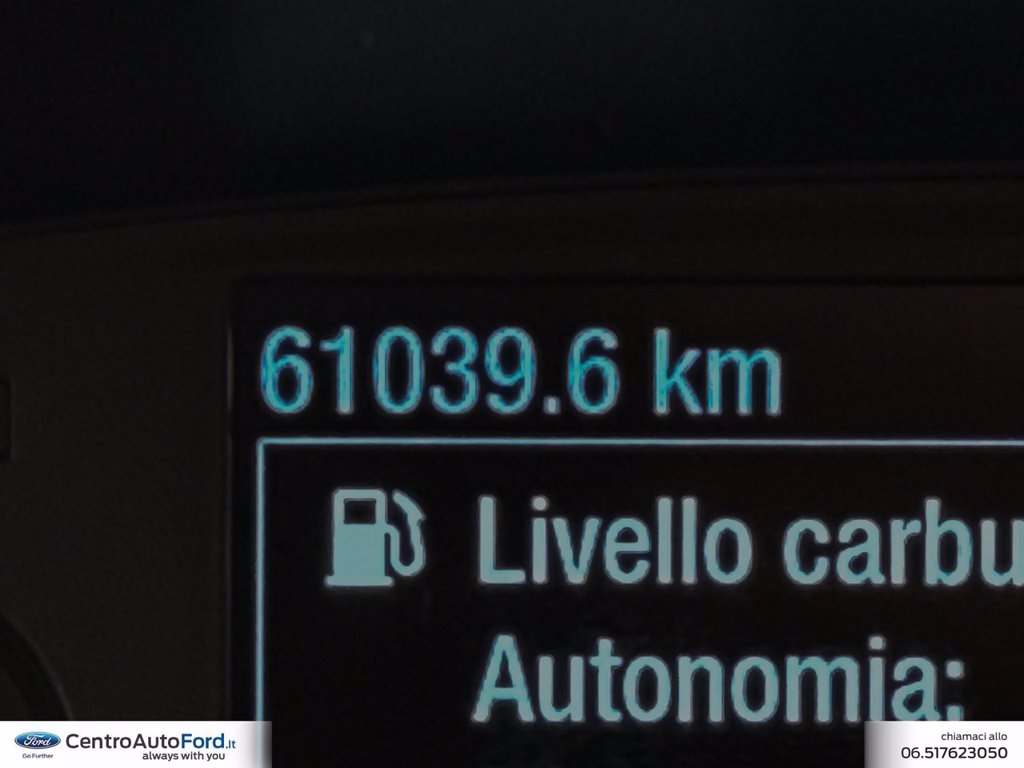 61039.6 km
Livello carbu
Autonomia:
Ford
Go Further
CentroAutoFord.it
always with you
chiamaci allo
06.517623050